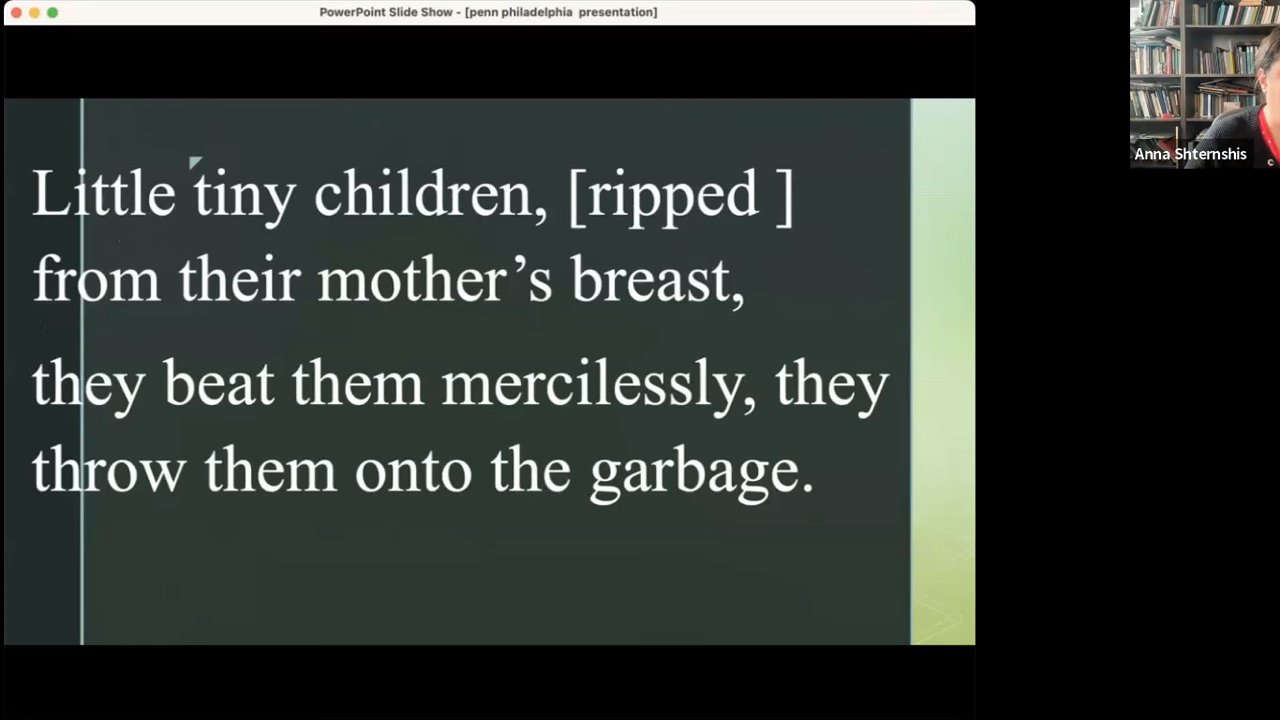 PowerPoint Slide Show - [penn philadelphia presentation]
Little tiny children, [ripped ]
from their mother’s breast,
they beat them mercilessly, they
throw them onto the garbage.
Anna Shternshis